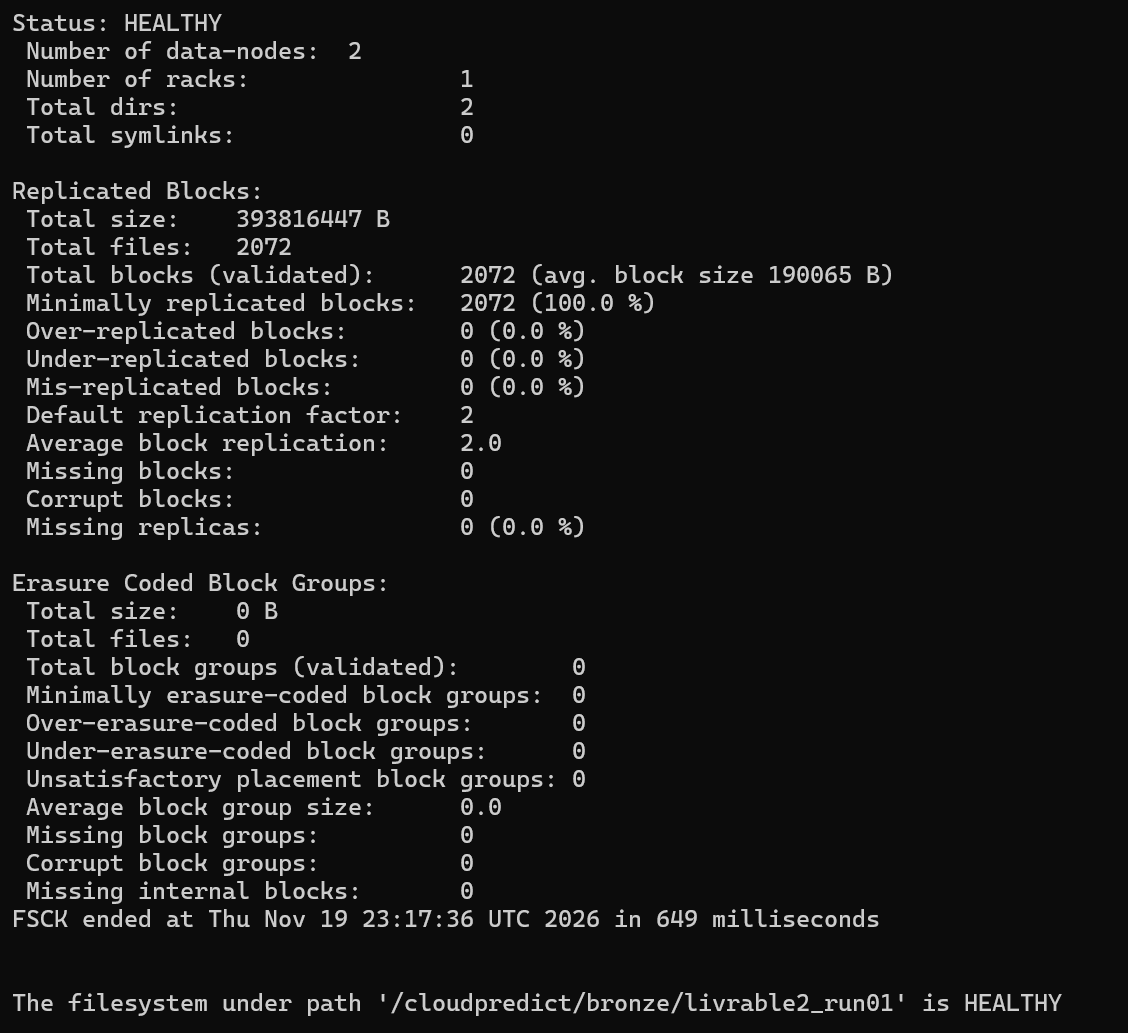 Status: HEALTHY
 Number of data-nodes:  2
 Number of racks:               1
 Total dirs:                    2
 Total symlinks:                0

Replicated Blocks:
 Total size:    393816447 B
 Total files:   2072
 Total blocks (validated):      2072 (avg. block size 190065 B)
 Minimally replicated blocks:   2072 (100.0 %)
 Over-replicated blocks:        0 (0.0 %)
 Under-replicated blocks:       0 (0.0 %)
 Mis-replicated blocks:         0 (0.0 %)
 Default replication factor:    2
 Average block replication:     2.0
 Missing blocks:                0
 Corrupt blocks:                0
 Missing replicas:              0 (0.0 %)

Erasure Coded Block Groups:
 Total size:    0 B
 Total files:   0
 Total block groups (validated):        0
 Minimally erasure-coded block groups:  0
 Over-erasure-coded block groups:       0
 Under-erasure-coded block groups:      0
 Unsatisfactory placement block groups: 0
 Average block group size:      0.0
 Missing block groups:          0
 Corrupt block groups:          0
 Missing internal blocks:       0
FSCK ended at Thu Nov 19 23:17:36 UTC 2026 in 649 milliseconds


The filesystem under path '/cloudpredict/bronze/livrable2_run01' is HEALTHY